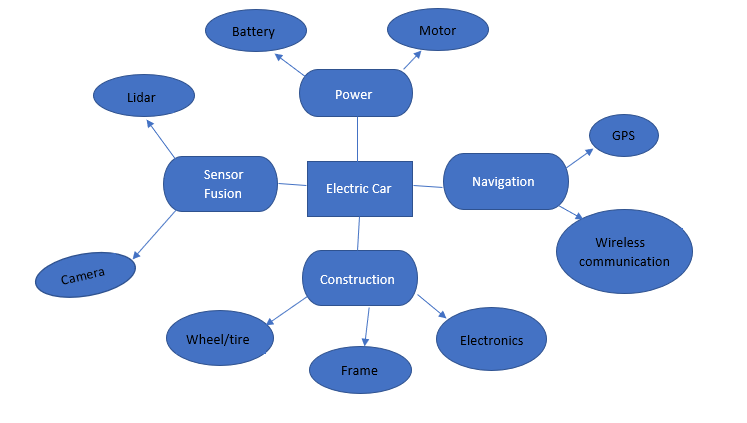 Battery
Motor
Lidar
Power
GPS
Sensor
Fusion
Electric Car
Navigation
Wireless
communication
Camera
Construction
Wheel/tire
Frame
Electronics